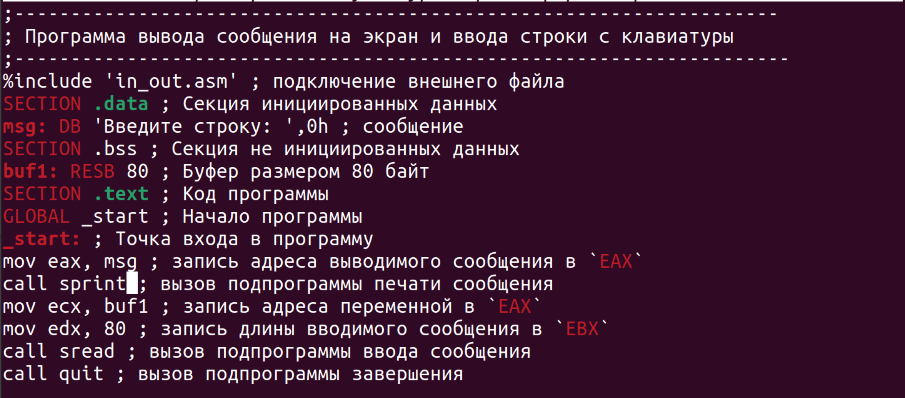 ;--------------------------------------------------------------------
; Программа вывода сообщения на экран и ввода строки с клавиатуры
;---------------------------------------------------------------------
%include 'in_out.asm' ; подключение внешнего файла
SECTION .data ; Секция инициированных данных
msg: DB 'Введите строку: ',0h ; сообщение
SECTION .bss ; Секция не инициированных данных
buf1: RESB 80 ; Буфер размером 80 байт
SECTION .text ; Код программы
GLOBAL _start ; Начало программы
_start: ; Точка входа в программу
mov eax, msg ; запись адреса выводимого сообщения в `EAX`
call sprint ; вызов подпрограммы печати сообщения
mov ecx, buf1 ; запись адреса переменной в `EAX`
mov edx, 80 ; запись длины вводимого сообщения в `EBX`
call sread ; вызов подпрограммы ввода сообщения
call quit ; вызов подпрограммы завершения